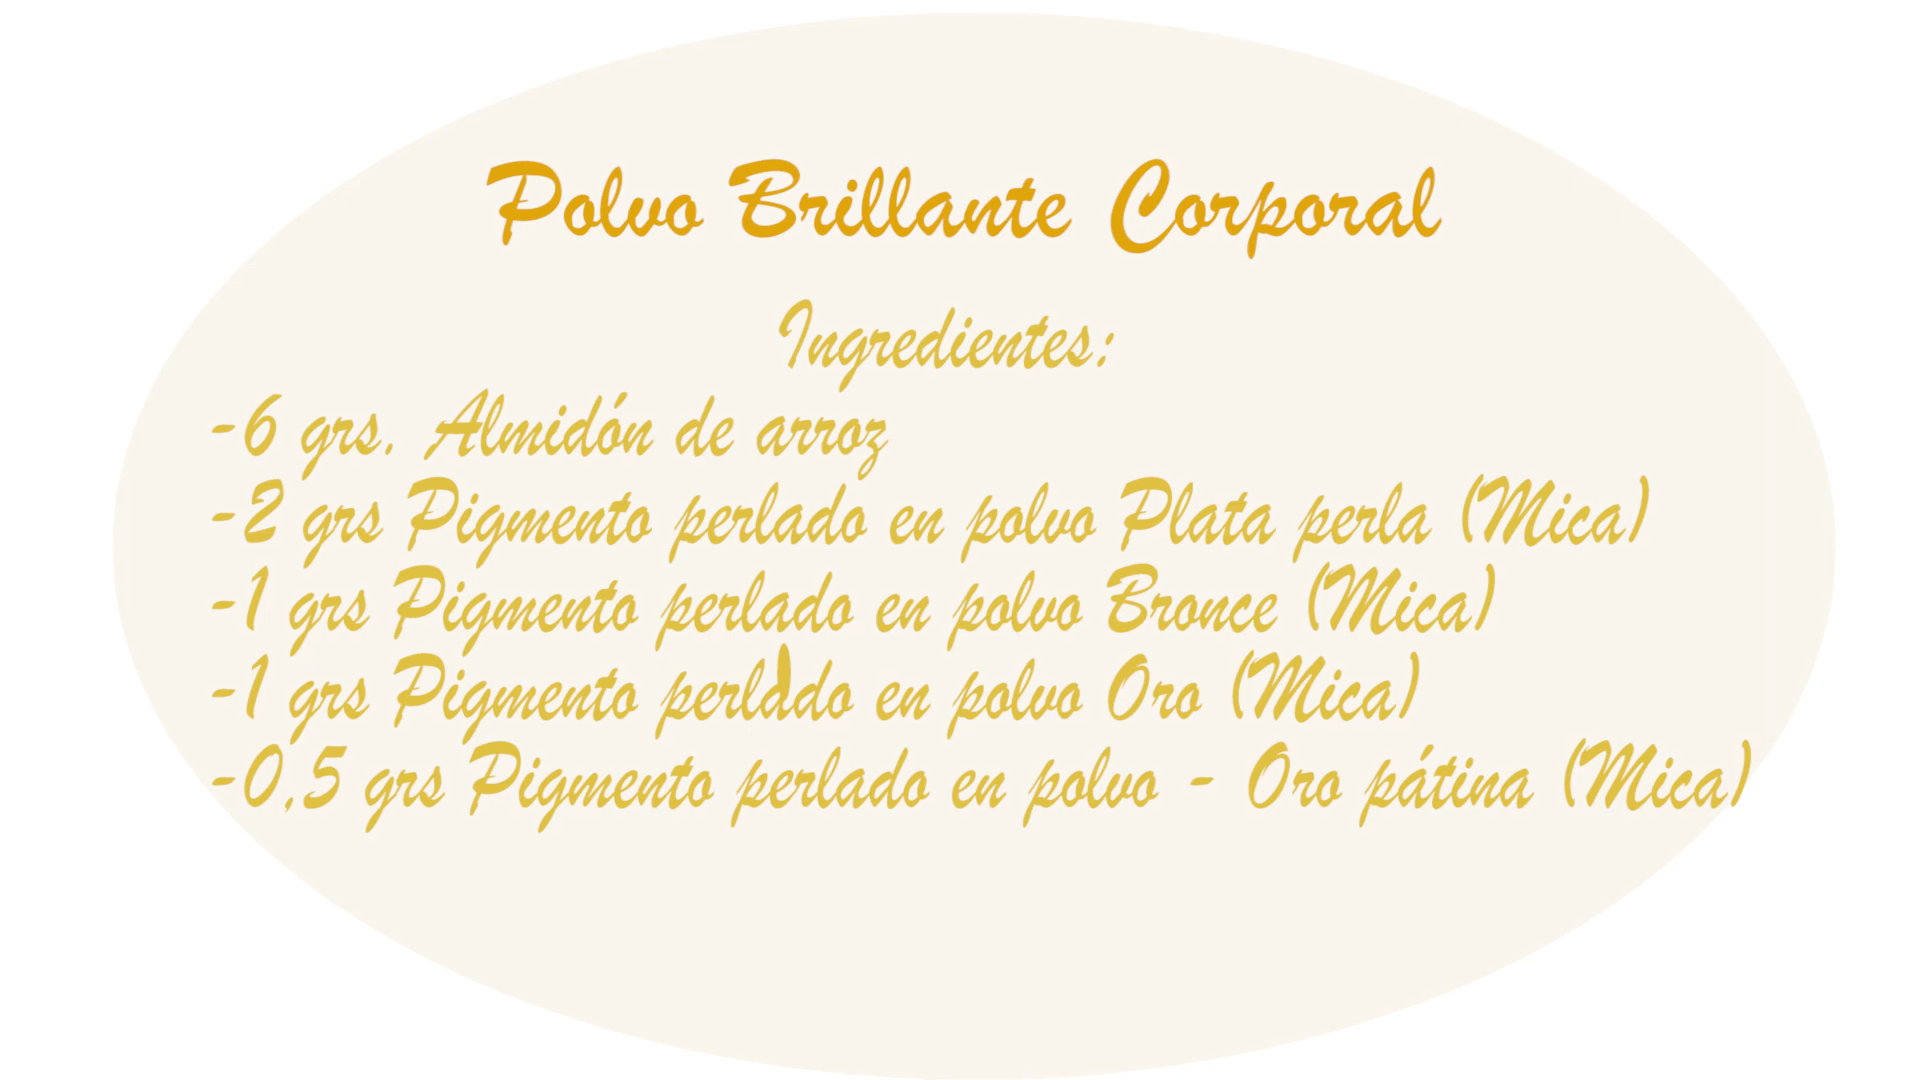 Polvo Brillante Corporal
Ingredientes:
-6 grs. Almidón de arroz
-2 grs Pigmento perlado en polvo Plata perla (Mica)
-1 grs Pigmento perlado en polvo Bronce (Mica)
-1 grs Pigmento perlado en polvo Oro (Mica)
-0,5 grs Pigmento perlado en polvo - Oro pátina (Mica)